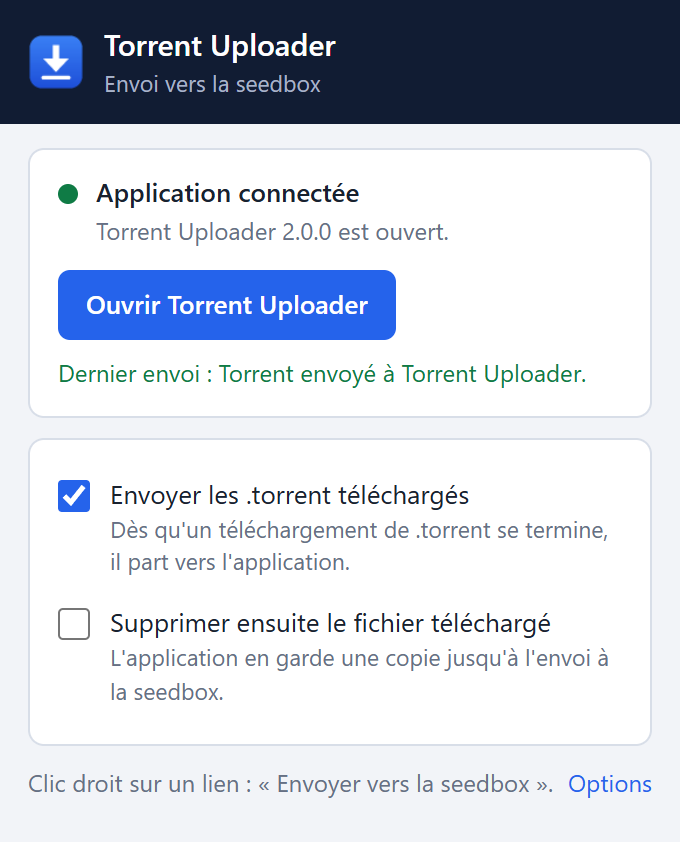 Torrent Uploader
Envoi vers la seedbox
Application connectée
Torrent Uploader 2.0.0 est ouvert.
Ouvrir Torrent Uploader
Dernier envoi : Torrent envoyé à Torrent Uploader.
Envoyer les .torrent téléchargés
Dès qu'un téléchargement de .torrent se termine,
il part vers l'application.
Supprimer ensuite le fichier téléchargé
L'application en garde une copie jusqu'à l'envoi à
la seedbox.
Clic droit sur un lien : « Envoyer vers la seedbox ». Options